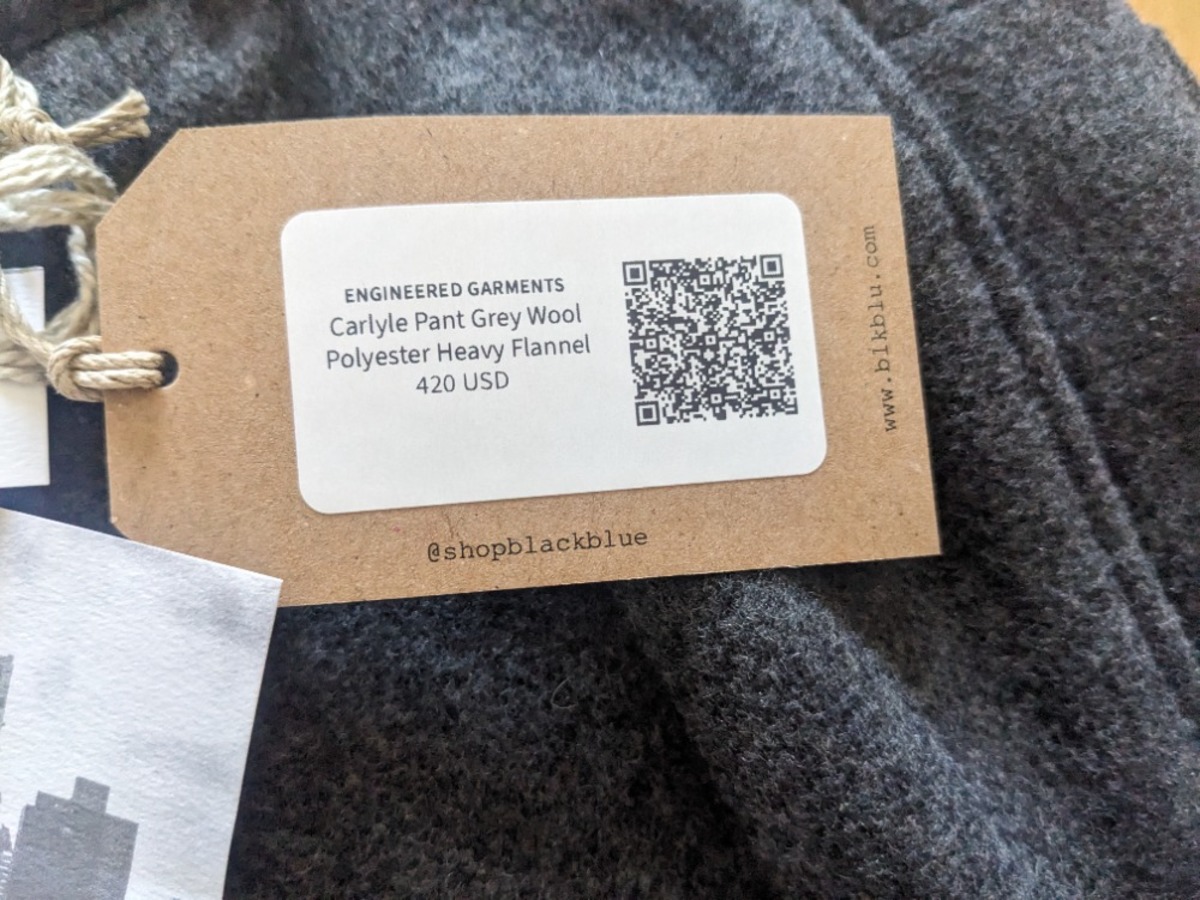 ENGINEERED GARMENTS
Carlyle Pant Grey Wool
Polyester Heavy Flannel
420 USD
www.blkblu.com
@shopblackblue